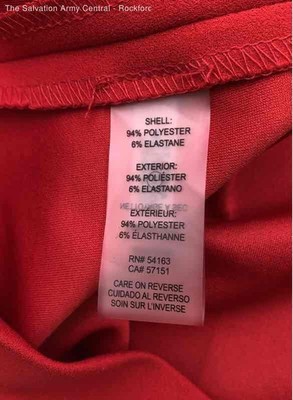 The Salvation Army Central - Rockford
SHELL:
94% POLYESTER
6% ELASTANE
EXTERIOR:
94% POLIÉSTER
6% ELASTANO
EXTÉRIEUR:
94% POLYESTER
6% ÉLASTHANNE
RN# 54163
CA# 57151
CARE ON REVERSE
CUIDADO AL REVERSO
SOIN SUR L'INVERSE